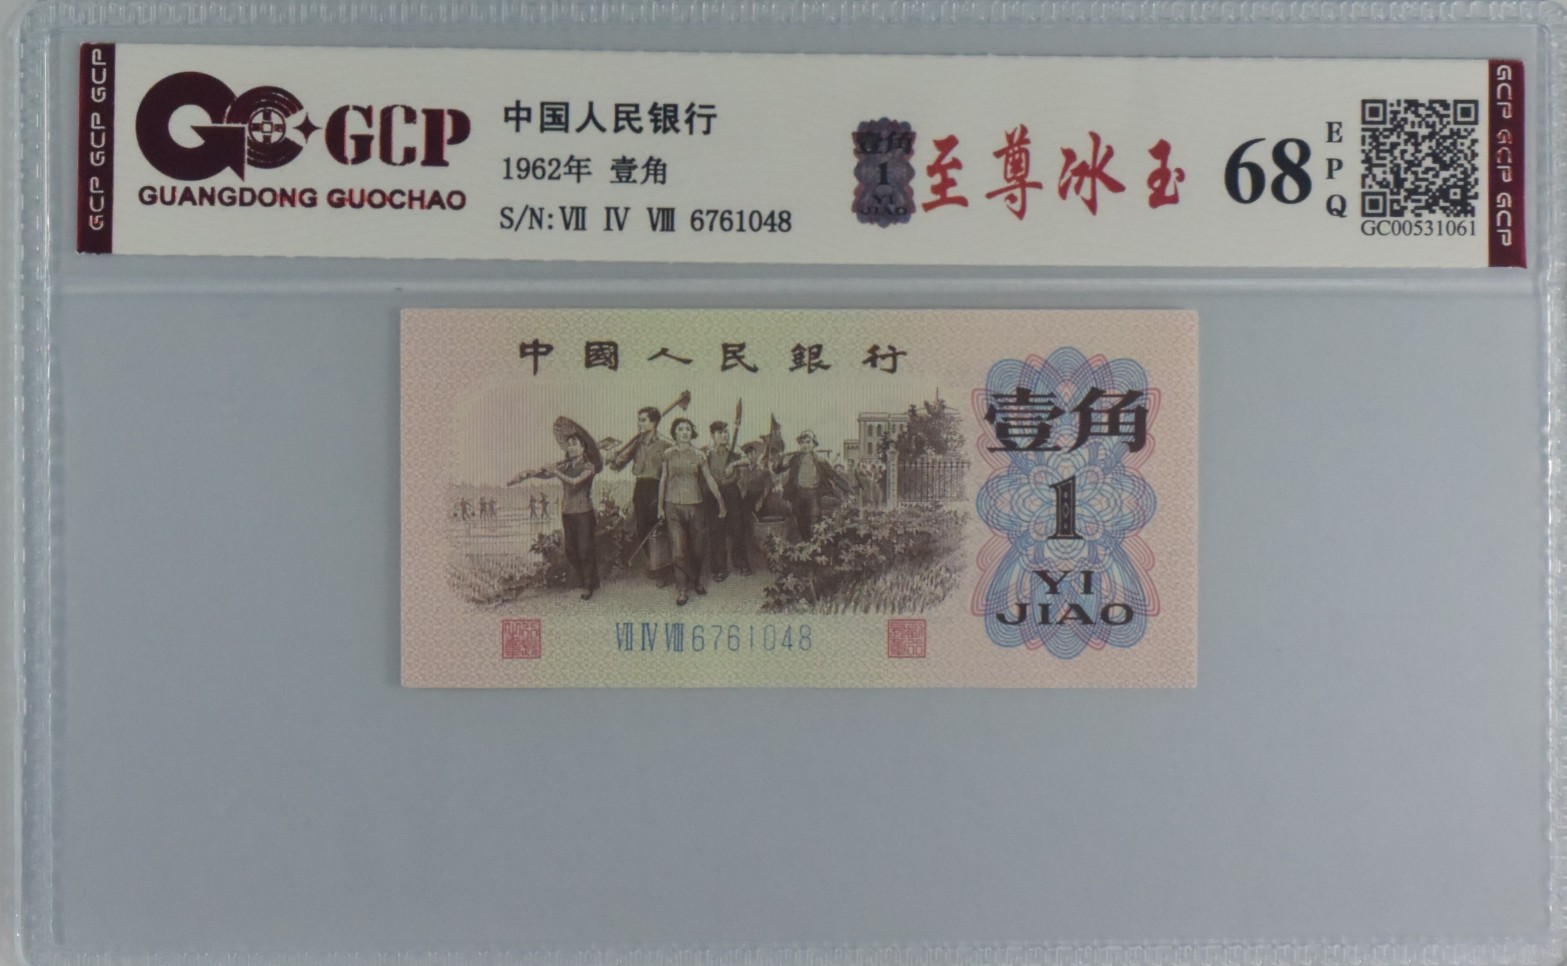 GCP GCP GCP
GCP
GUANGDONG GUOCHAO
中国人民银行
1962年 壹角
S/N: Ⅶ Ⅳ Ⅷ 6761048
壹角
1
YI
JIAO
至尊冰玉
68
EPQ
GC00531061
GCP GCP GCP
中國人民銀行
壹角
1
YI
JIAO
Ⅶ Ⅳ Ⅷ 6761048